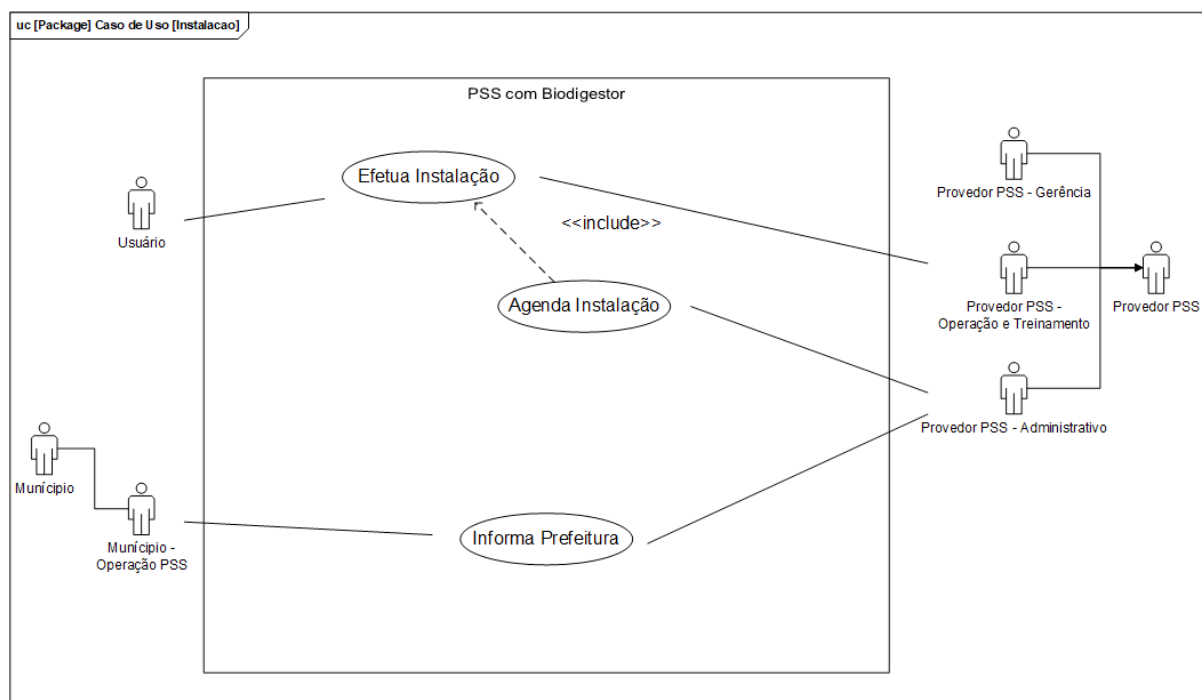 uc [Package] Caso de Uso [Instalacao]
PSS com Biodigestor
Efetua Instalação
Usuário
<<include>>
Agenda Instalação
Provedor PSS - Gerência
Provedor PSS -
Operação e Treinamento
Provedor PSS
Provedor PSS - Administrativo
Munícipio
Munícipio -
Operação PSS
Informa Prefeitura